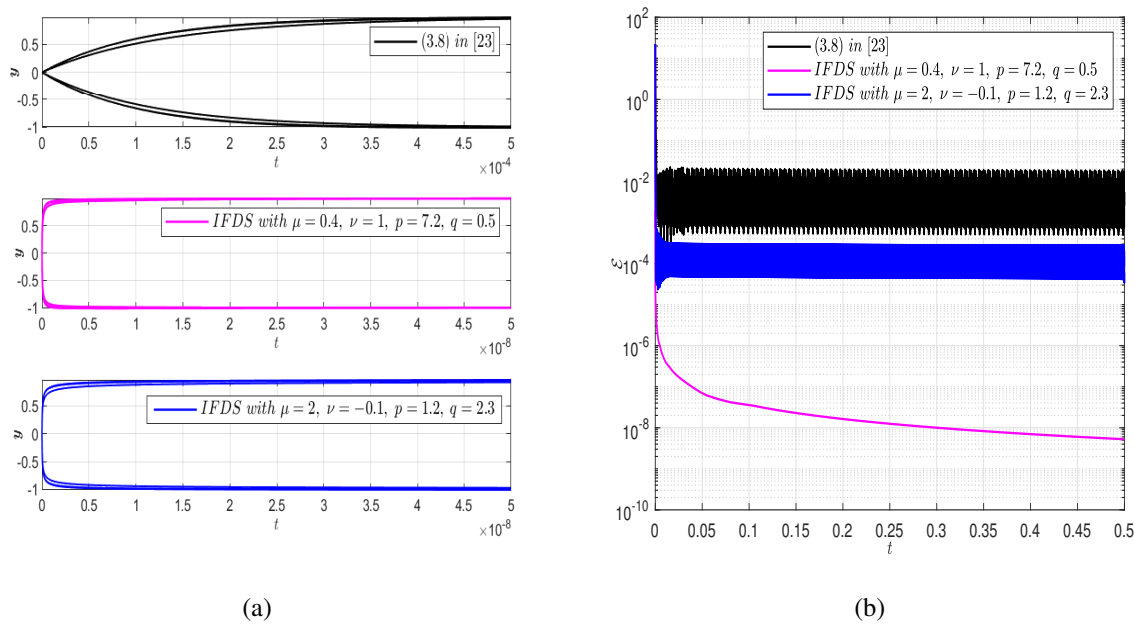 0.5
0
-0.5
-1
y
(3.8) in [23]
0 0.5 1 1.5 2 2.5 3 3.5 4 4.5 5
t
×10⁻⁴
0.5
0
-0.5
-1
y
IFDS with μ = 0.4, ν = 1, p = 7.2, q = 0.5
0 0.5 1 1.5 2 2.5 3 3.5 4 4.5 5
t
×10⁻⁸
0.5
0
-0.5
-1
y
IFDS with μ = 2, ν = −0.1, p = 1.2, q = 2.3
0 0.5 1 1.5 2 2.5 3 3.5 4 4.5 5
t
×10⁻⁸
(a)
10²
10⁰
10⁻²
10⁻⁴
10⁻⁶
10⁻⁸
10⁻¹⁰
ℰ
(3.8) in [23]
IFDS with μ = 0.4, ν = 1, p = 7.2, q = 0.5
IFDS with μ = 2, ν = −0.1, p = 1.2, q = 2.3
0 0.05 0.1 0.15 0.2 0.25 0.3 0.35 0.4 0.45 0.5
t
(b)